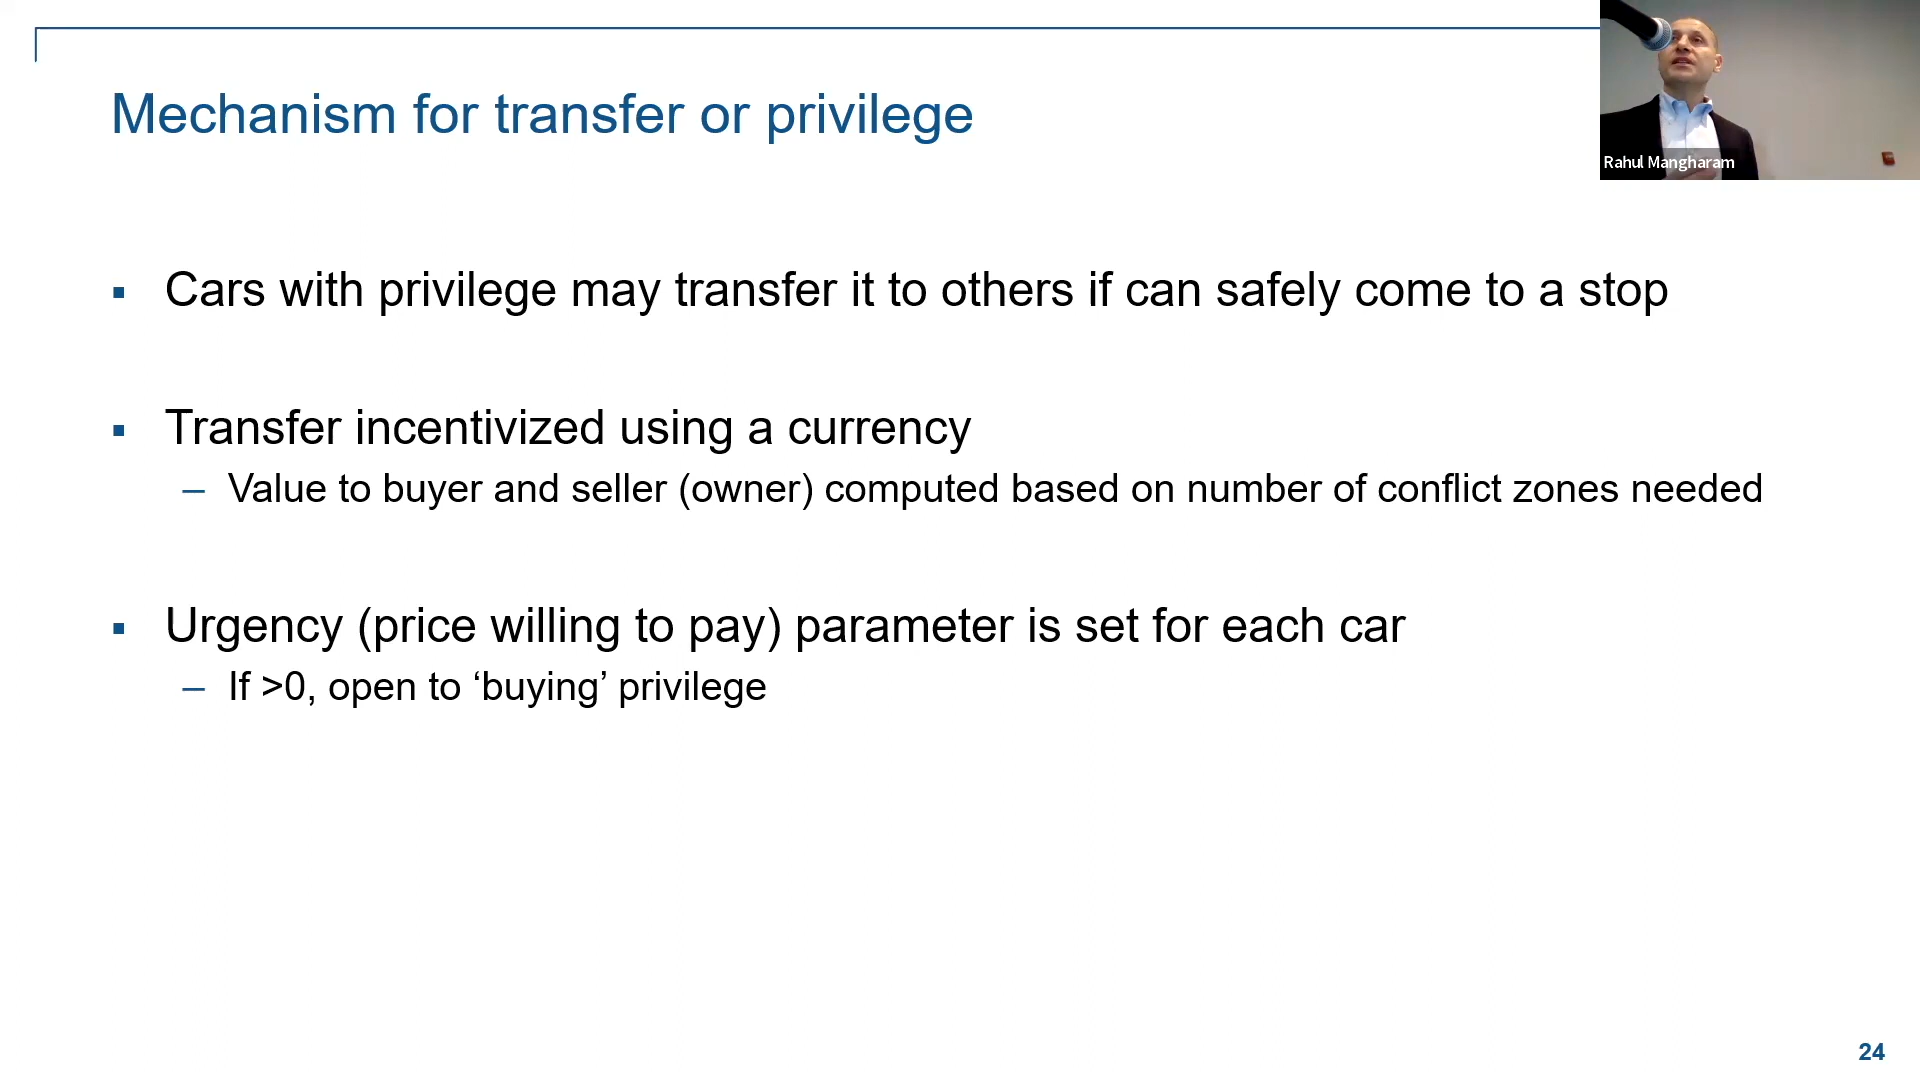 Mechanism for transfer or privilege
Rahul Mangharam
▪ Cars with privilege may transfer it to others if can safely come to a stop
▪ Transfer incentivized using a currency
– Value to buyer and seller (owner) computed based on number of conflict zones needed
▪ Urgency (price willing to pay) parameter is set for each car
– If >0, open to ‘buying’ privilege
24